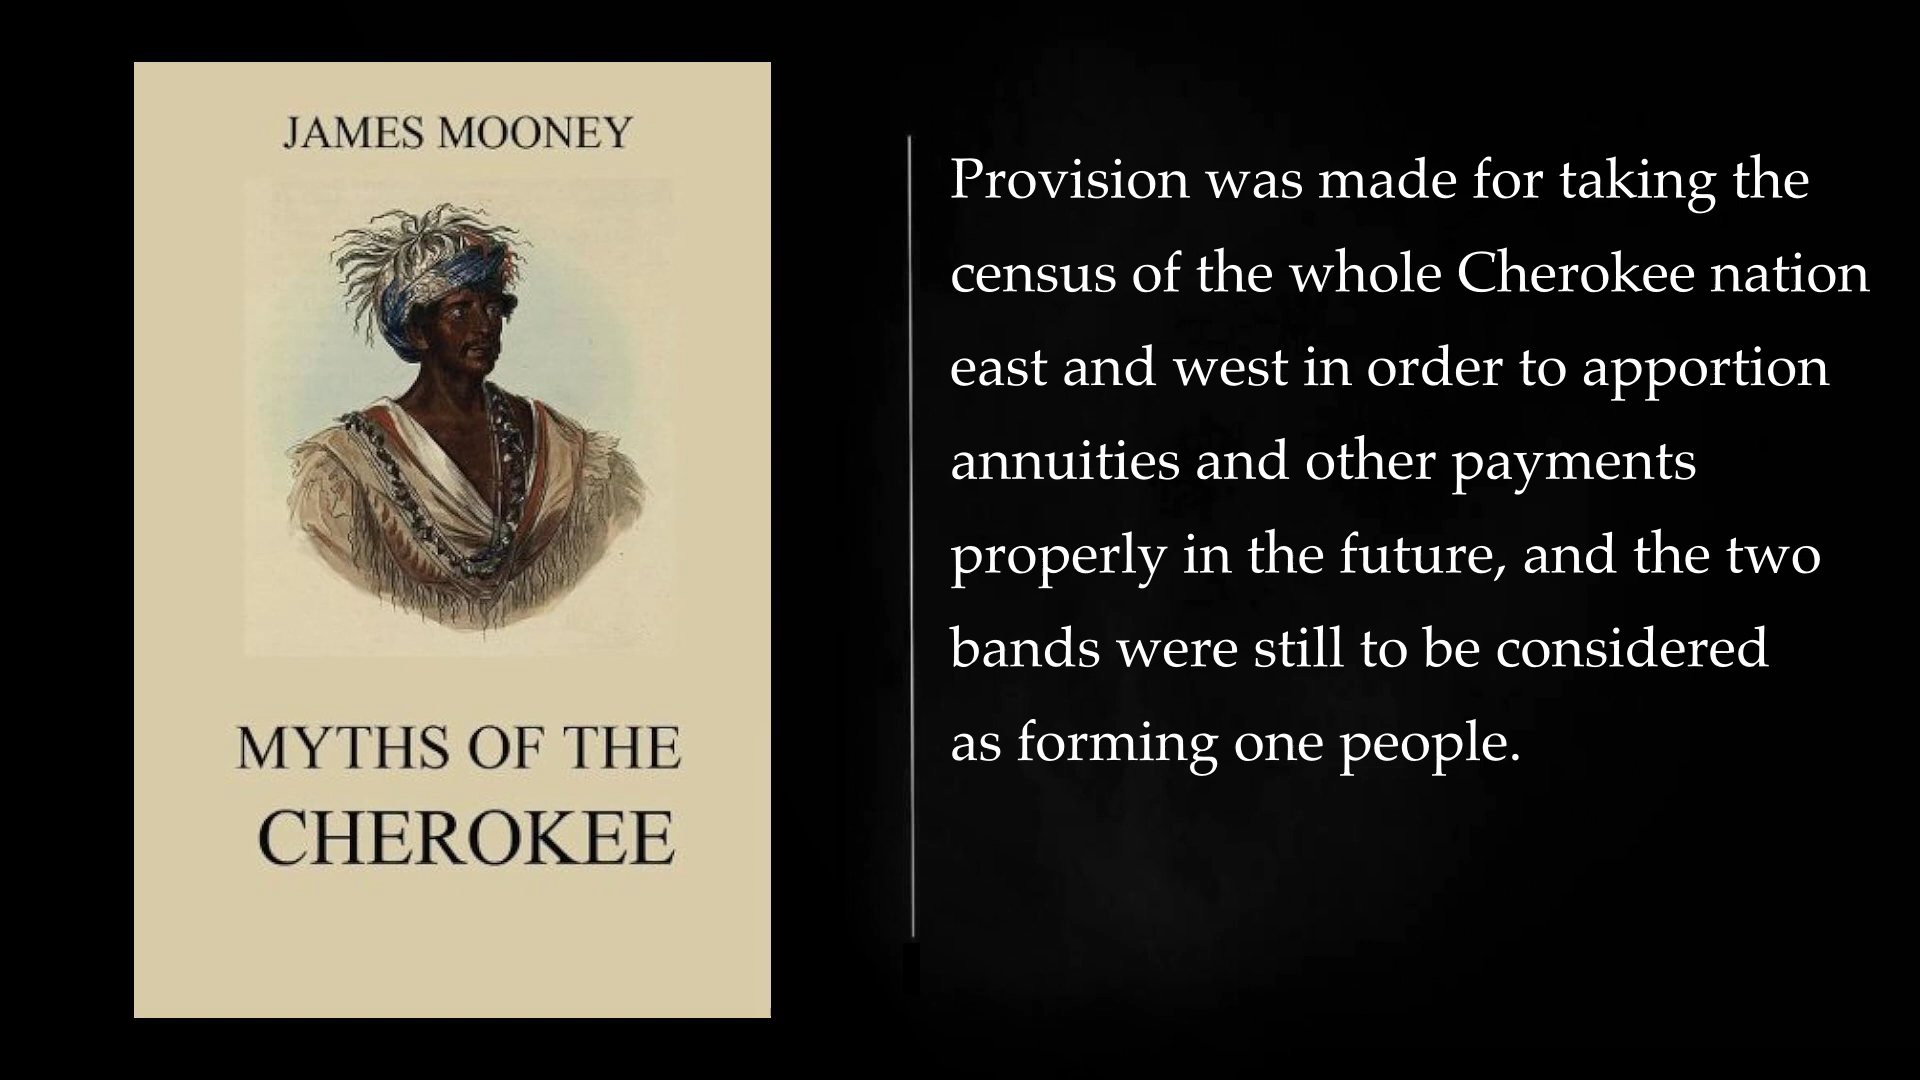 JAMES MOONEY
MYTHS OF THE
CHEROKEE
Provision was made for taking the
census of the whole Cherokee nation
east and west in order to apportion
annuities and other payments
properly in the future, and the two
bands were still to be considered
as forming one people.